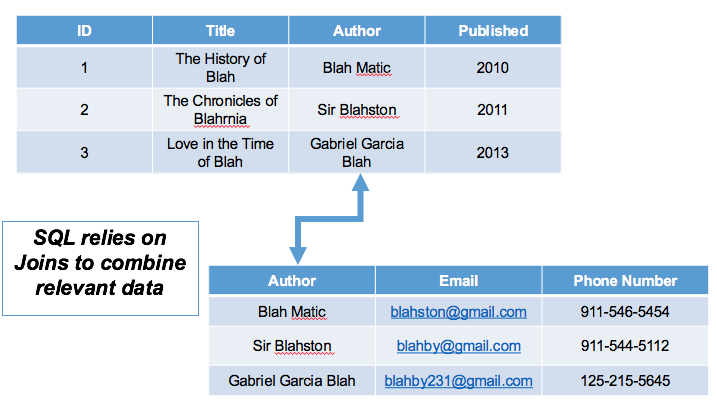 ID Title Author Published
1 The History of Blah Blah Matic 2010
2 The Chronicles of Blahrnia Sir Blahston 2011
3 Love in the Time of Blah Gabriel Garcia Blah 2013
SQL relies on
Joins to combine
relevant data
Author Email Phone Number
Blah Matic blahston@gmail.com 911-546-5454
Sir Blahston blahby@gmail.com 911-544-5112
Gabriel Garcia Blah blahby231@gmail.com 125-215-5645